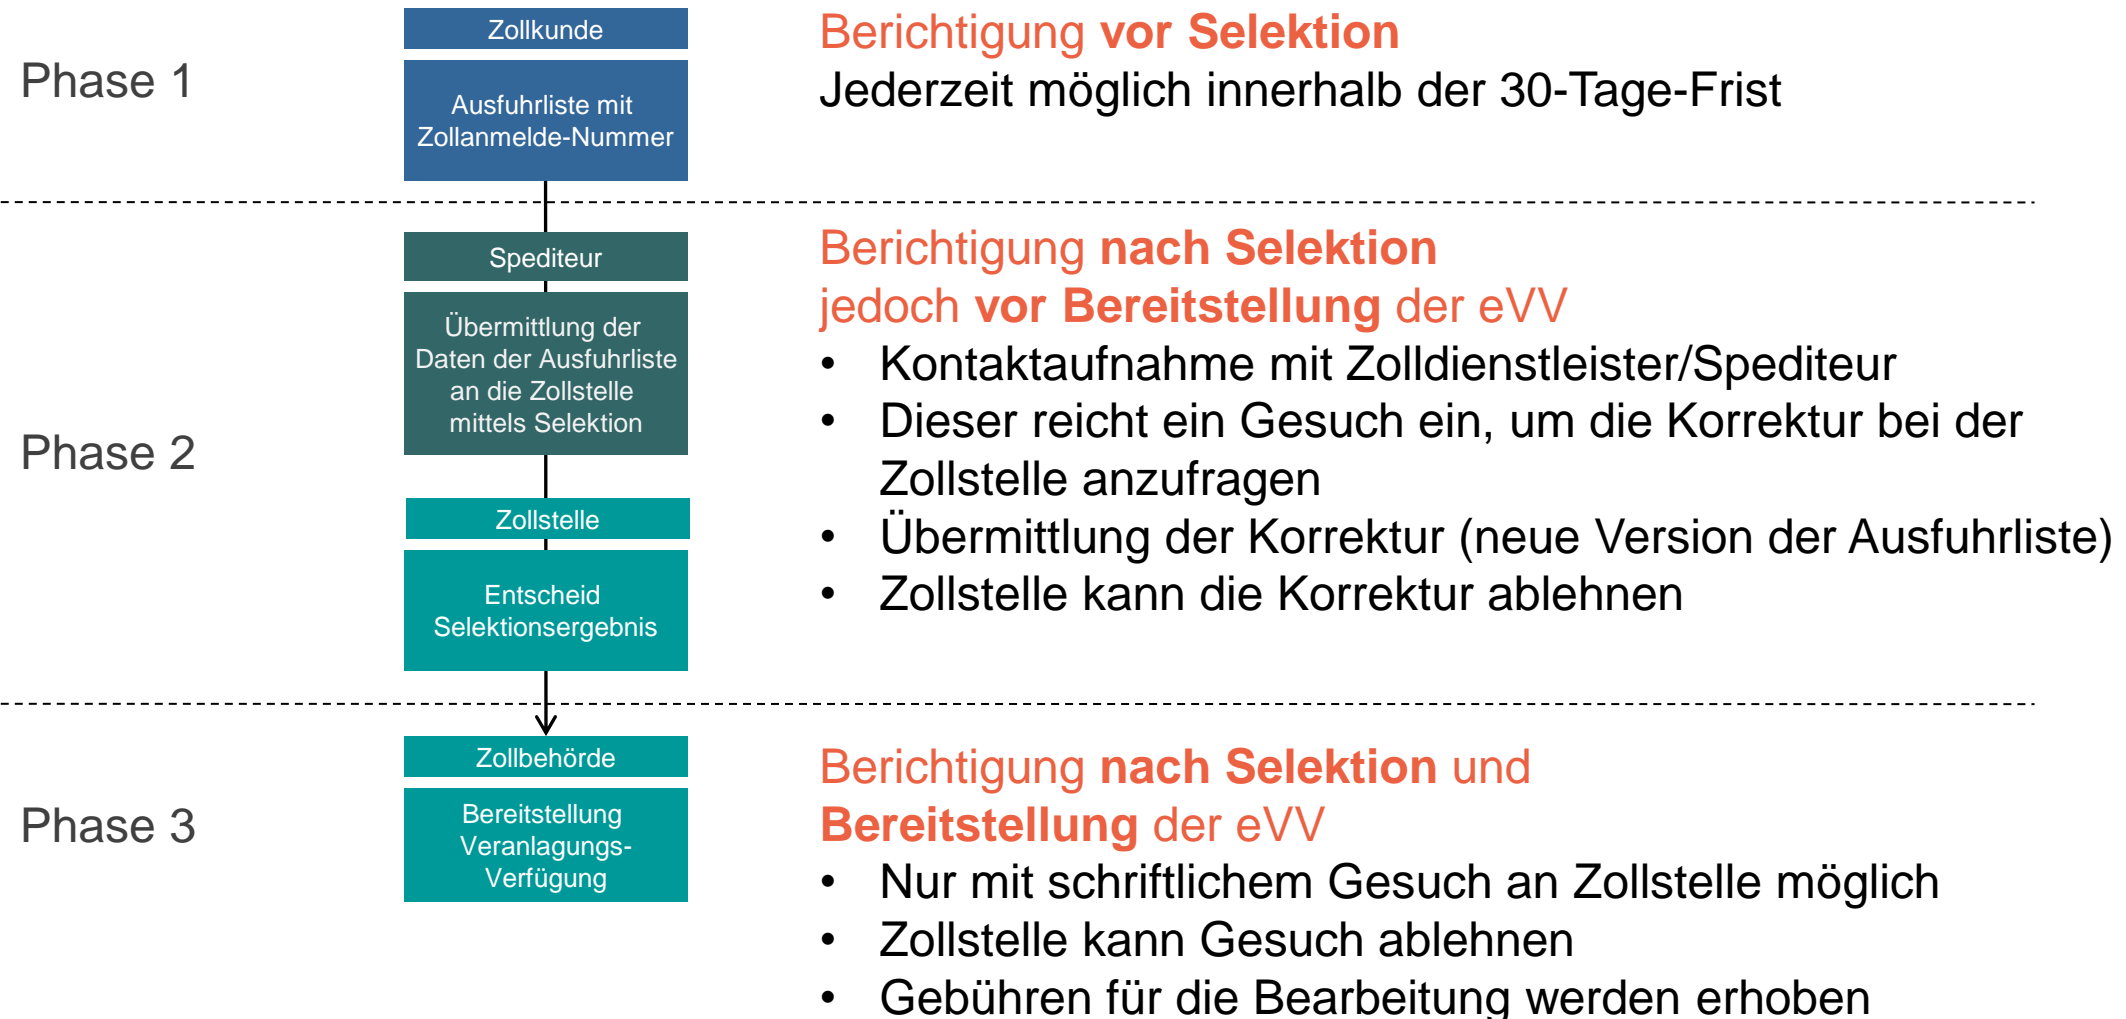 Phase 1
Zollkunde
Ausfuhrliste mit
Zollanmelde-Nummer
Berichtigung vor Selektion
Jederzeit möglich innerhalb der 30-Tage-Frist
Phase 2
Spediteur
Übermittlung der
Daten der Ausfuhrliste
an die Zollstelle
mittels Selektion
Zollstelle
Entscheid
Selektionsergebnis
Berichtigung nach Selektion
jedoch vor Bereitstellung der eVV
• Kontaktaufnahme mit Zolldienstleister/Spediteur
• Dieser reicht ein Gesuch ein, um die Korrektur bei der
Zollstelle anzufragen
• Übermittlung der Korrektur (neue Version der Ausfuhrliste)
• Zollstelle kann die Korrektur ablehnen
Phase 3
Zollbehörde
Bereitstellung
Veranlagungs-
Verfügung
Berichtigung nach Selektion und
Bereitstellung der eVV
• Nur mit schriftlichem Gesuch an Zollstelle möglich
• Zollstelle kann Gesuch ablehnen
• Gebühren für die Bearbeitung werden erhoben